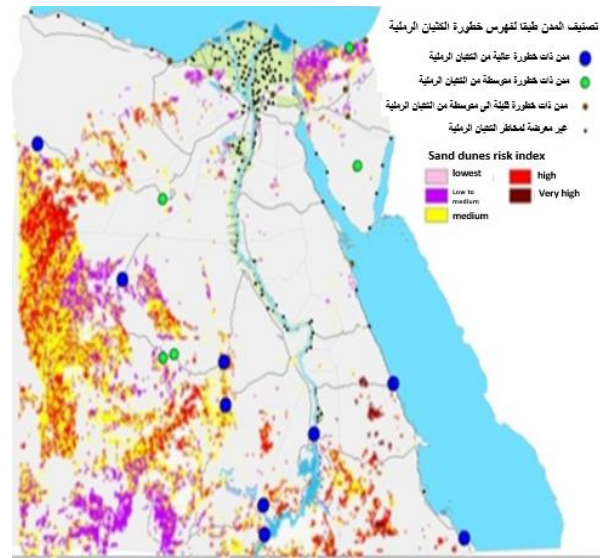 تصنيف المدن طبقا لفهرس خطورة الكثبان الرملية
مدن ذات خطورة عالية من الكثبان الرملية
مدن ذات خطورة متوسطة من الكثبان الرملية
مدن ذات خطورة قليلة الى متوسطة من الكثبان الرملية
غير معرضة لمخاطر الكثبان الرملية
Sand dunes risk index
lowest
high
Low to
medium
Very high
medium